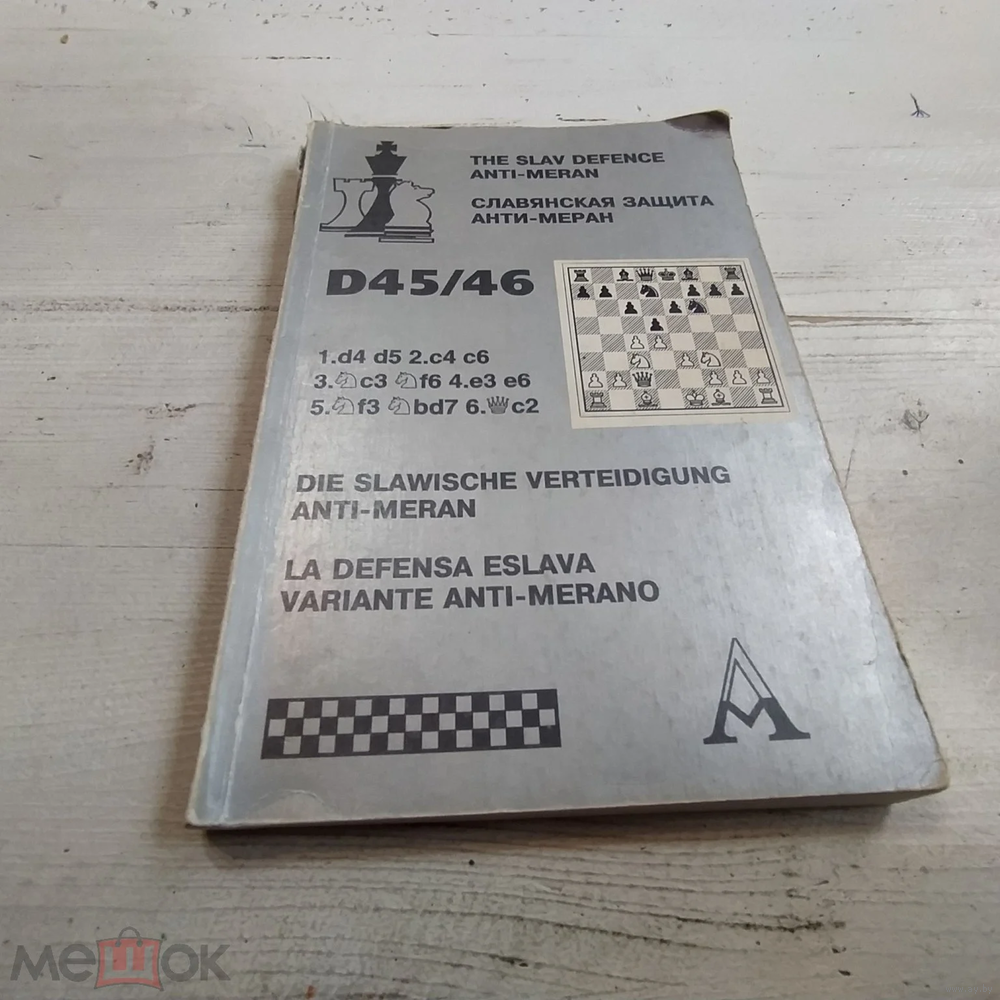 THE SLAV DEFENCE
ANTI-MERAN
СЛАВЯНСКАЯ ЗАЩИТА
АНТИ-МЕРАН
D45/46
1.d4 d5 2.c4 c6
3.♘c3 ♘f6 4.e3 e6
5.♘f3 ♘bd7 6.♕c2
DIE SLAWISCHE VERTEIDIGUNG
ANTI-MERAN
LA DEFENSA ESLAVA
VARIANTE ANTI-MERANO
мешок